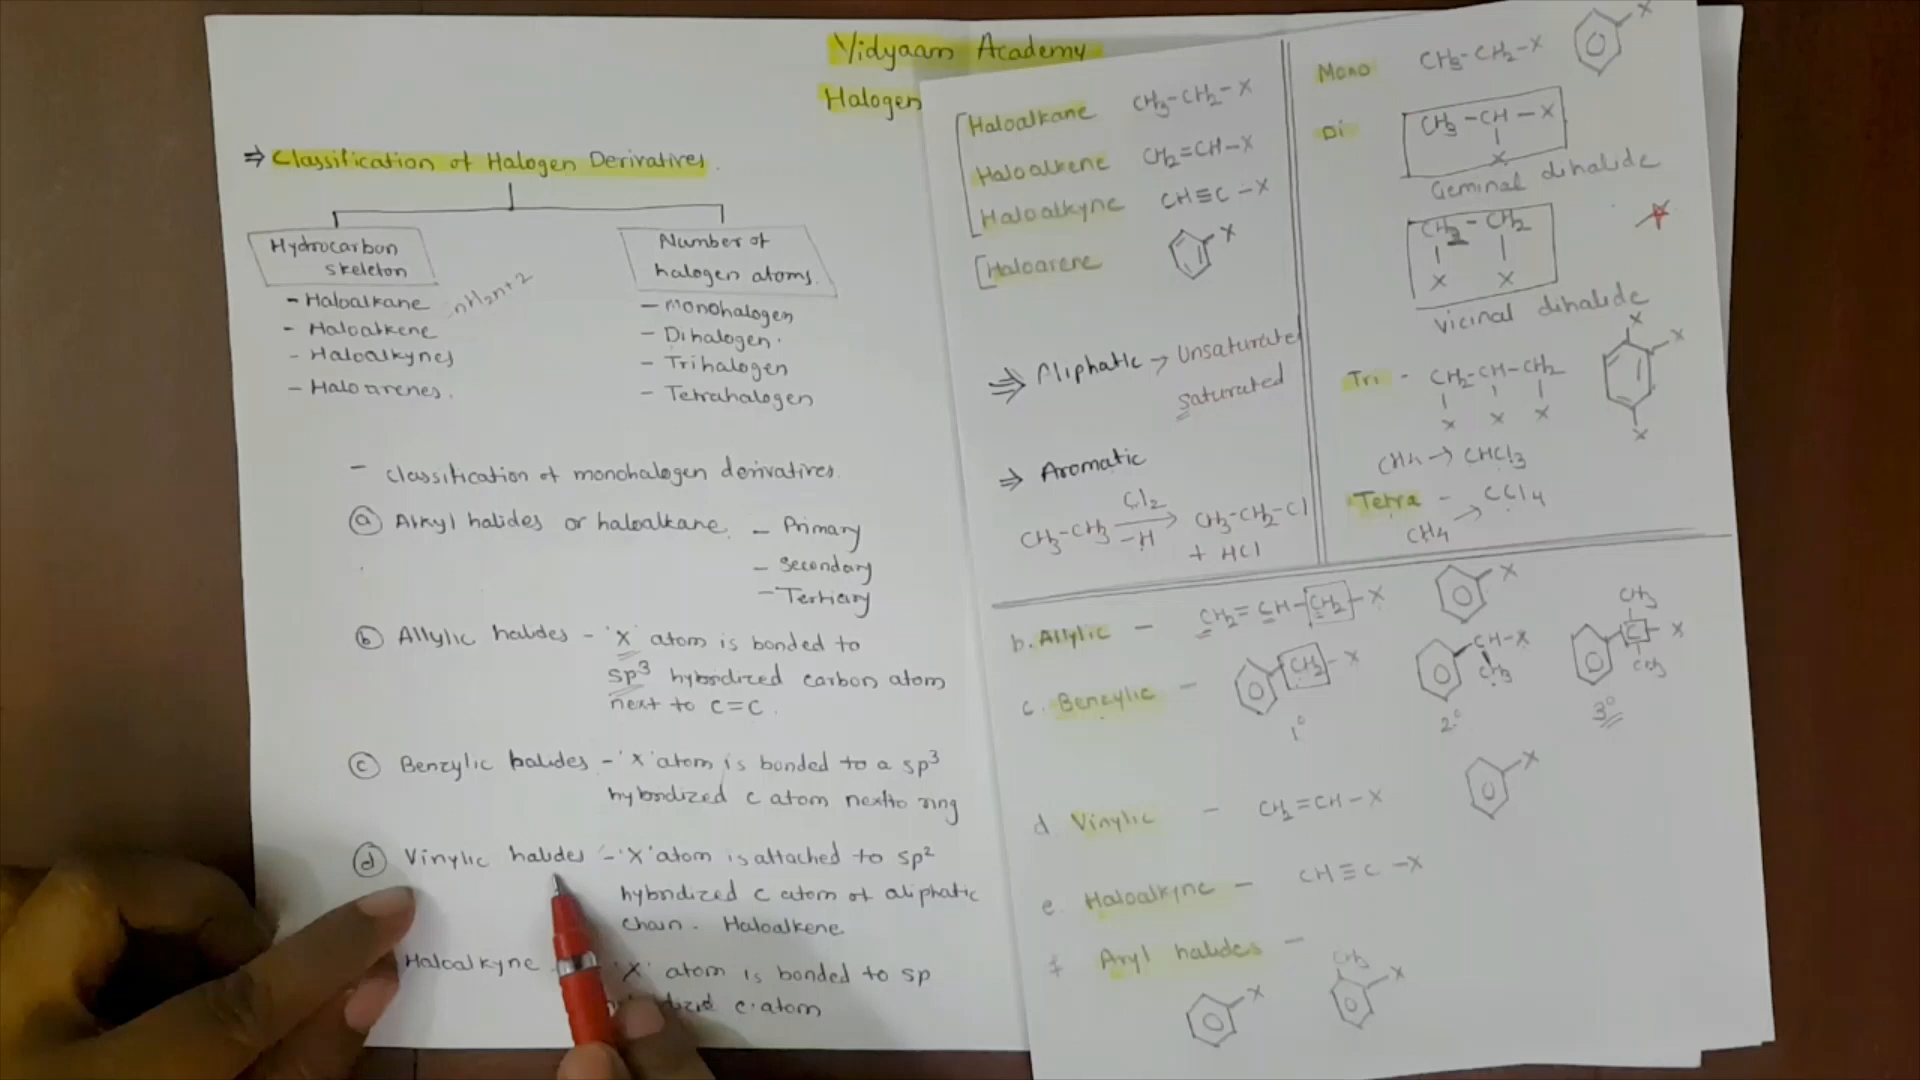 Vidyaam Academy
Halogen
⇒ Classification of Halogen Derivatives.
Hydrocarbon
skeleton
- Haloalkane
nH2n+2
- Haloalkene
- Haloalkynes
- Haloarenes.
Number of
halogen atoms.
- Monohalogen
- Dihalogen.
- Trihalogen
- Tetrahalogen
- Classification of monohalogen derivatives.
ⓐ Alkyl halides or haloalkane. - Primary
- Secondary
- Tertiary
ⓑ Allylic halides - 'X' atom is bonded to
sp³ hybridized carbon atom
next to C=C.
ⓒ Benzylic halides - 'X' atom is bonded to a sp³
hybridized c atom next to ring
ⓓ Vinylic halides - 'X' atom is attached to sp²
hybridized c atom of aliphatic
chain. Haloalkene
Haloalkyne
'X' atom is bonded to sp
c.atom
Haloalkane CH3-CH2-X
Haloalkene CH2=CH-X
Haloalkyne CH≡C-X
Haloarene X
⇒ Aliphatic → Unsaturated
saturated
⇒ Aromatic
Cl2
CH3-CH3 → CH3-CH2-Cl
-H
+ HCl
Mono CH3-CH2-X X
Di CH3-CH-X
X
Geminal dihalide
CH2-CH2
X X
Vicinal dihalide
X
X
Tri - CH2-CH-CH2
X X X
X
CH4 → CHCl3
Tetra - CCl4
CH4 →
b. Allylic - CH2=CH-CH2-X X
c. Benzylic - CH2-X
1°
CH-X
CH3
2°
CH3
C-X
CH3
3°
d Vinylic - CH2=CH-X X
e. Haloalkyne - CH≡C-X
f Aryl halides -
X
CH3
X